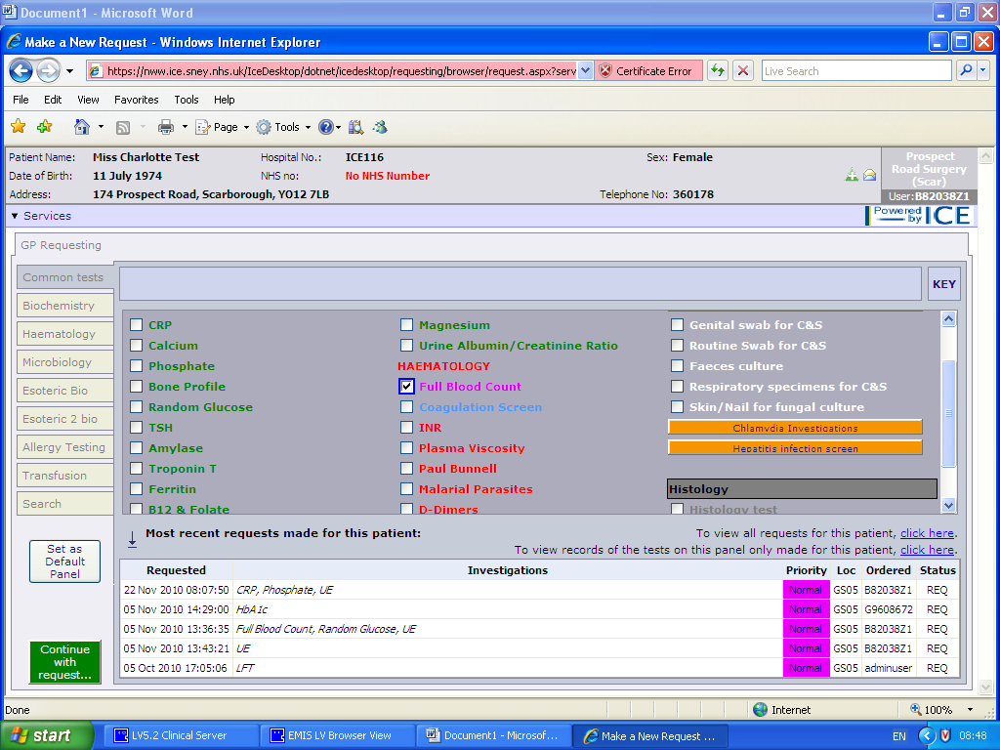 Document1 - Microsoft Word
Make a New Request - Windows Internet Explorer
https://nww.ice.sney.nhs.uk/IceDesktop/dotnet/icedesktop/requesting/browser/request.aspx?serv Certificate Error Live Search
File Edit View Favorites Tools Help
Page Tools
Patient Name: Miss Charlotte Test Hospital No.: ICE116 Sex: Female
Date of Birth: 11 July 1974 NHS no: No NHS Number
Address: 174 Prospect Road, Scarborough, YO12 7LB Telephone No: 360178
Prospect
Road Surgery
(Scar)
User:B82038Z1
Services
Powered by ICE
GP Requesting
Common tests
Biochemistry
Haematology
Microbiology
Esoteric Bio
Esoteric 2 bio
Allergy Testing
Transfusion
Search
Set as
Default
Panel
Continue
with
request...
KEY
CRP
Calcium
Phosphate
Bone Profile
Random Glucose
TSH
Amylase
Troponin T
Ferritin
B12 & Folate
Magnesium
Urine Albumin/Creatinine Ratio
HAEMATOLOGY
Full Blood Count
Coagulation Screen
INR
Plasma Viscosity
Paul Bunnell
Malarial Parasites
D-Dimers
Genital swab for C&S
Routine Swab for C&S
Faeces culture
Respiratory specimens for C&S
Skin/Nail for fungal culture
Chlamydia Investigations
Hepatitis infection screen
Histology
Histology test
Most recent requests made for this patient:
To view all requests for this patient, click here.
To view records of the tests on this panel only made for this patient, click here.
Requested Investigations Priority Loc Ordered Status
22 Nov 2010 08:07:50 CRP, Phosphate, UE Normal GS05 B82038Z1 REQ
05 Nov 2010 14:29:00 HbA1c Normal GS05 G9608672 REQ
05 Nov 2010 13:36:35 Full Blood Count, Random Glucose, UE Normal GS05 B82038Z1 REQ
05 Nov 2010 13:43:21 UE Normal GS05 B82038Z1 REQ
05 Oct 2010 17:05:06 LFT Normal GS05 adminuser REQ
Done Internet 100%
start LV5.2 Clinical Server EMIS LV Browser View Document1 - Microsof... Make a New Request ... EN 08:48